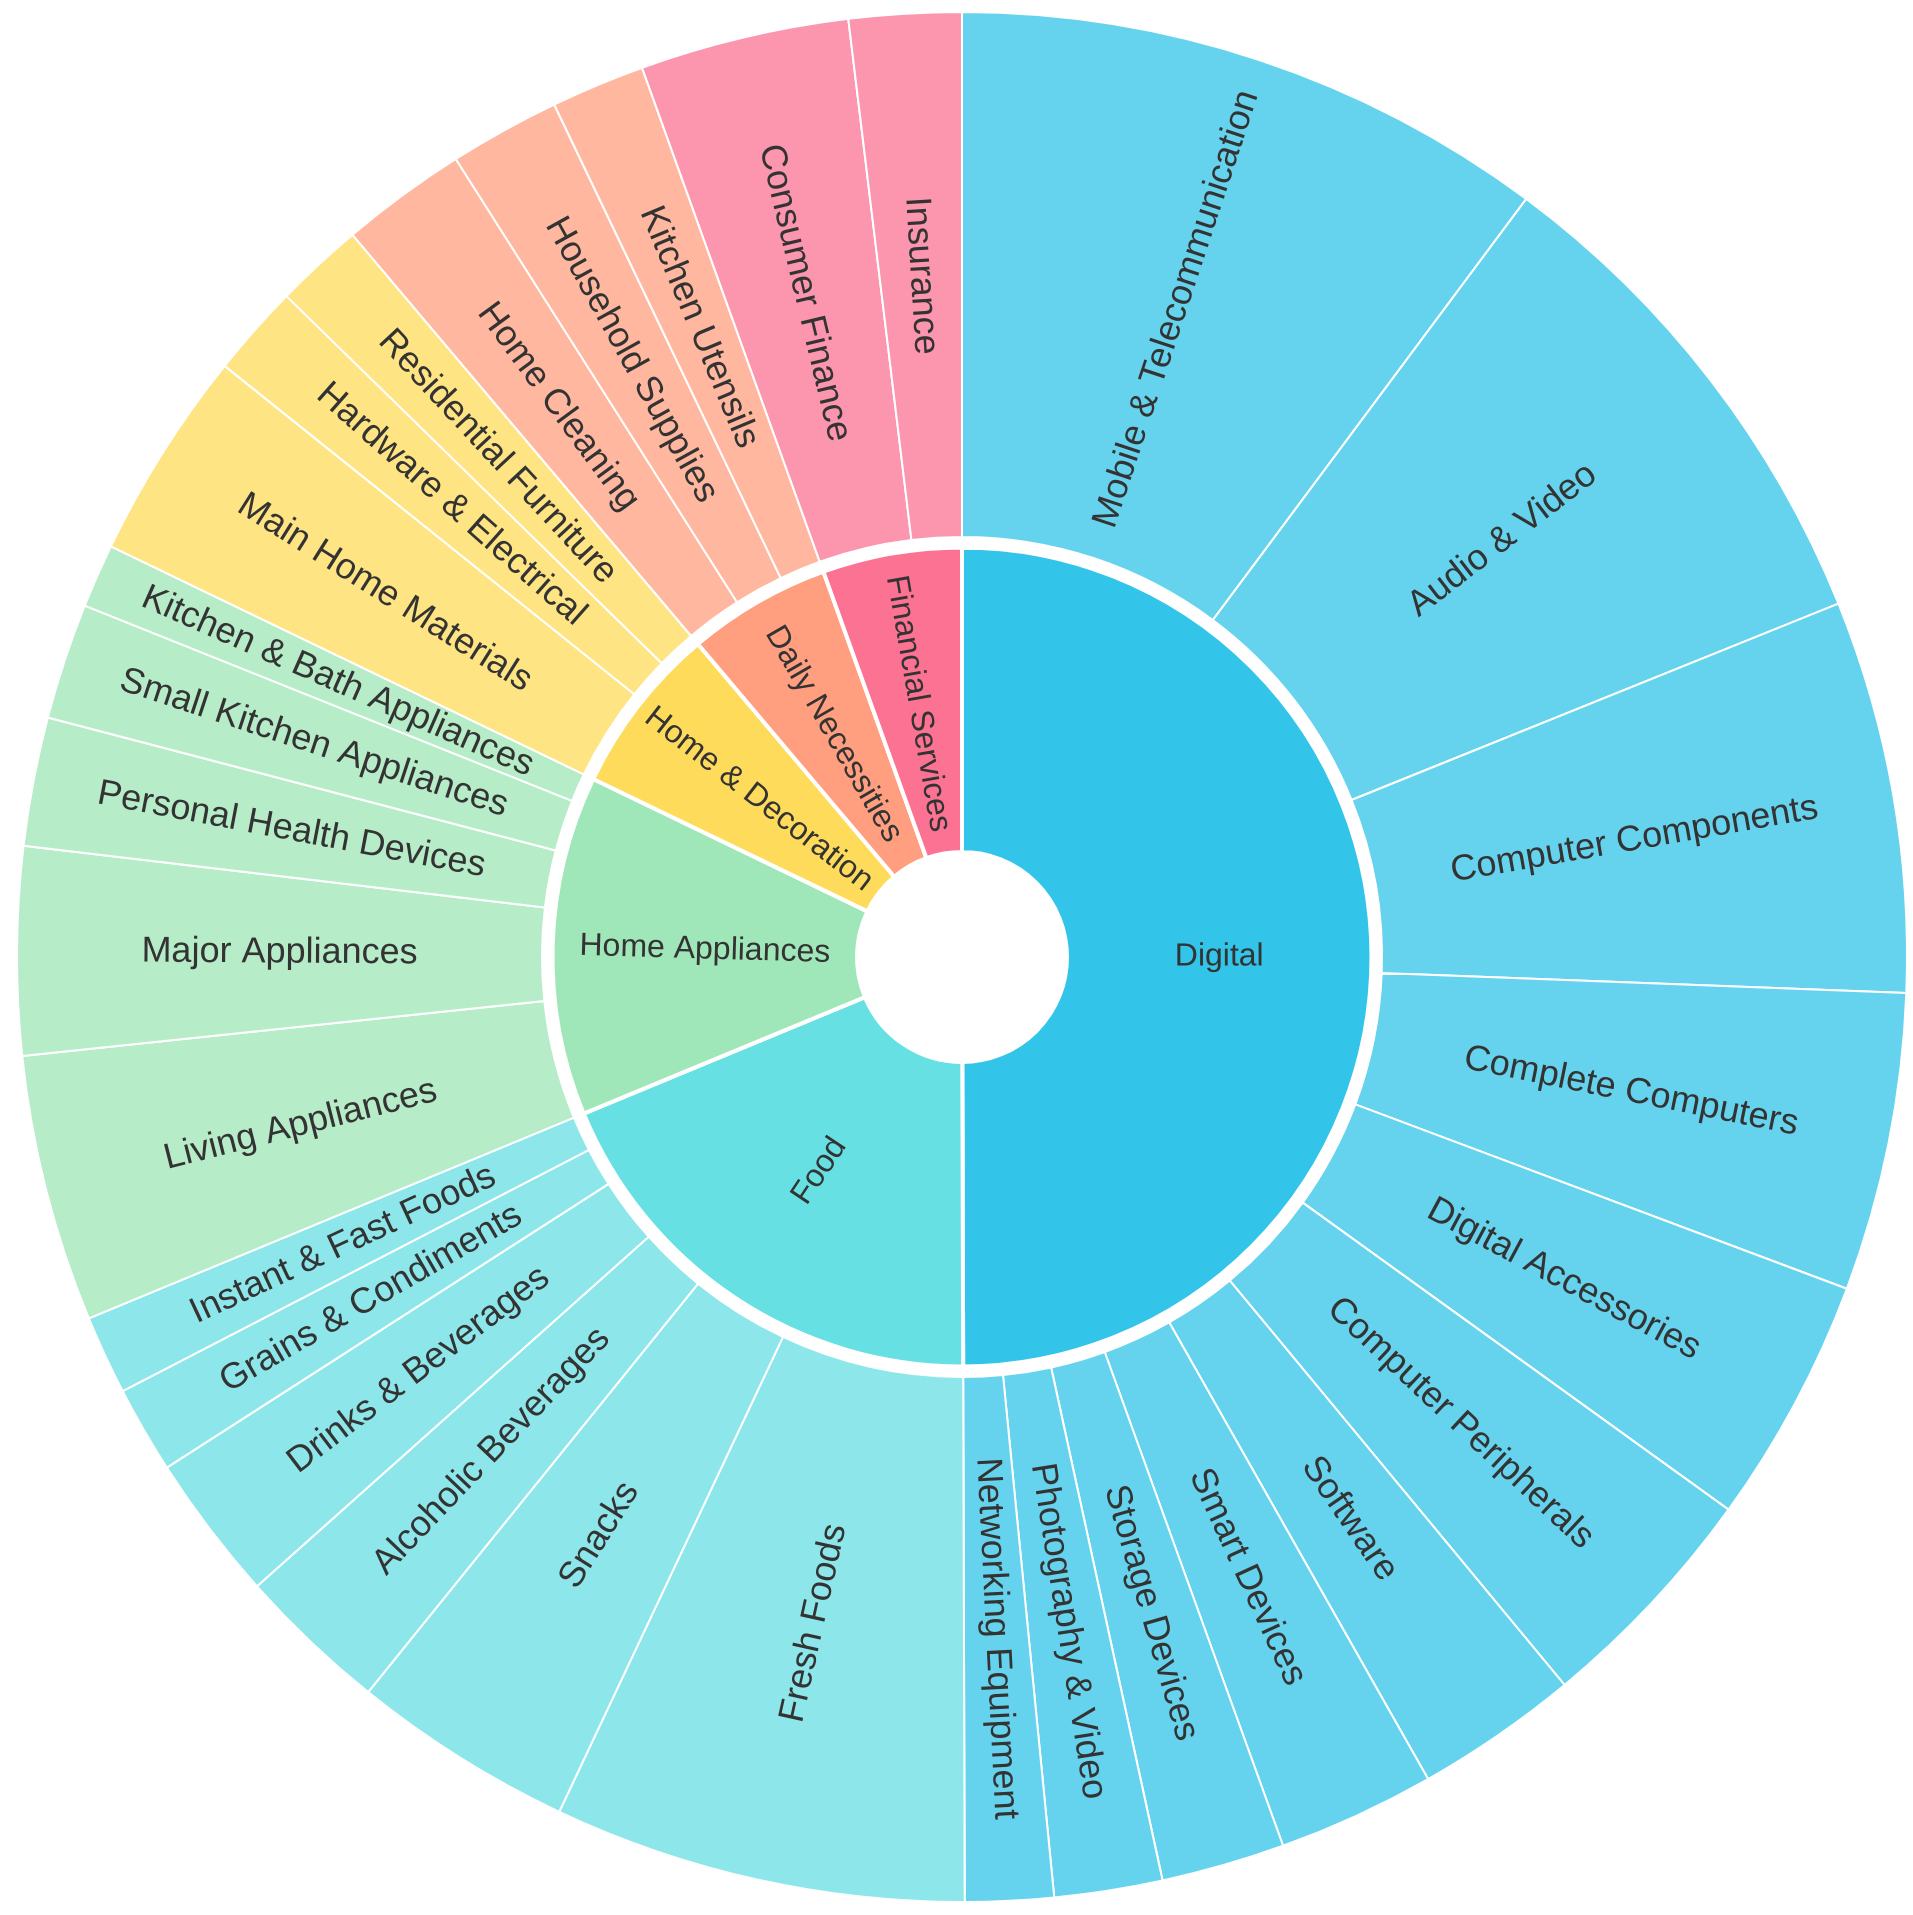 Mobile & Telecommunication
Audio & Video
Computer Components
Complete Computers
Digital Accessories
Computer Peripherals
Software
Smart Devices
Storage Devices
Photography & Video
Networking Equipment
Fresh Foods
Snacks
Alcoholic Beverages
Drinks & Beverages
Grains & Condiments
Instant & Fast Foods
Living Appliances
Major Appliances
Personal Health Devices
Small Kitchen Appliances
Kitchen & Bath Appliances
Main Home Materials
Hardware & Electrical
Residential Furniture
Home Cleaning
Household Supplies
Kitchen Utensils
Consumer Finance
Insurance
Digital
Food
Home Appliances
Home & Decoration
Daily Necessities
Financial Services